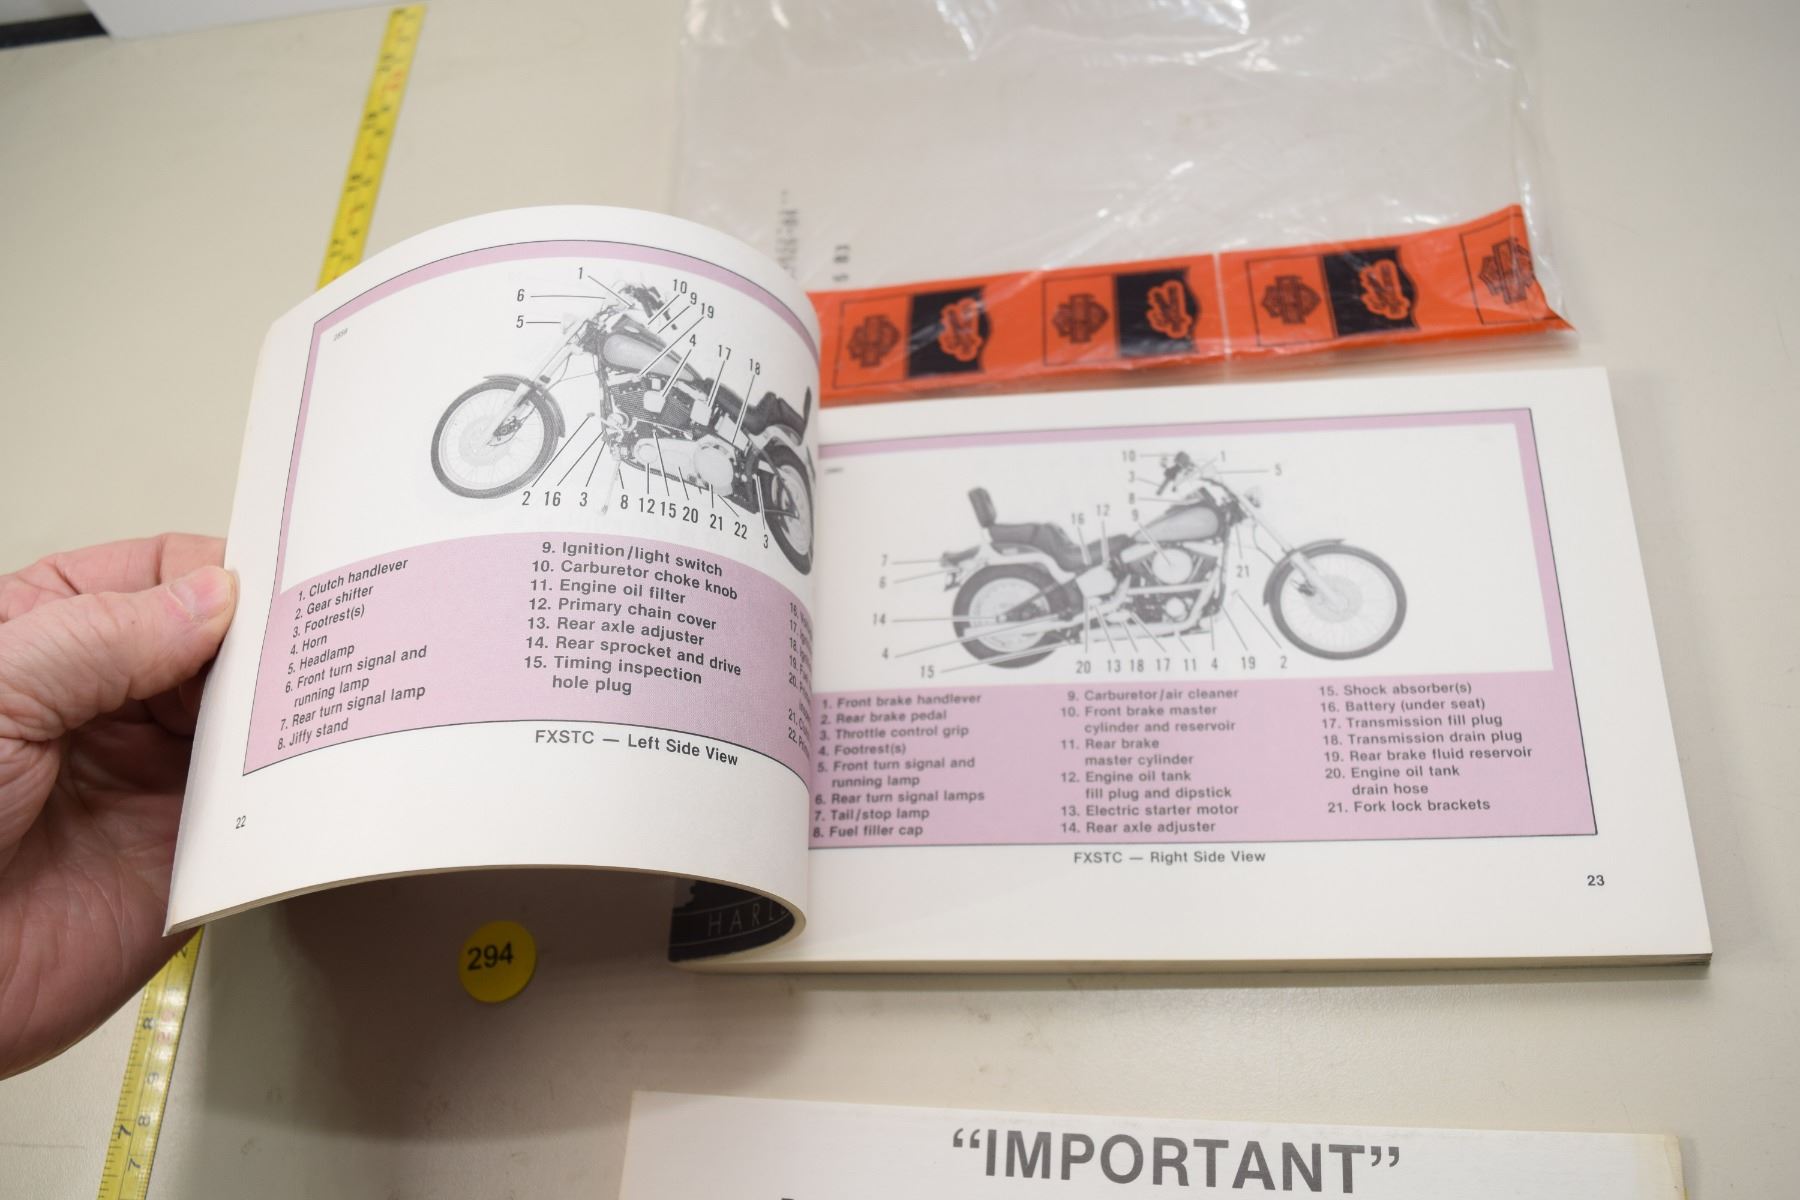 1
6
5
10 9 19
4
17
18
2 16 3 8 12 15 20 21 22 3
1. Clutch handlever
2. Gear shifter
3. Footrest(s)
4. Horn
5. Headlamp
6. Front turn signal and
running lamp
7. Rear turn signal lamp
8. Jiffy stand
9. Ignition/light switch
10. Carburetor choke knob
11. Engine oil filter
12. Primary chain cover
13. Rear axle adjuster
14. Rear sprocket and drive
15. Timing inspection
hole plug
16.
17.
18.
19.
20.
21.
22.
FXSTC — Left Side View
22
10 1
3 5
8
16 12 9
7
6
21
14
4
15
20 13 18 17 11 4 19 2
1. Front brake handlever
2. Rear brake pedal
3. Throttle control grip
4. Footrest(s)
5. Front turn signal and
running lamp
6. Rear turn signal lamps
7. Tail/stop lamp
8. Fuel filler cap
9. Carburetor/air cleaner
10. Front brake master
cylinder and reservoir
11. Rear brake
master cylinder
12. Engine oil tank
fill plug and dipstick
13. Electric starter motor
14. Rear axle adjuster
15. Shock absorber(s)
16. Battery (under seat)
17. Transmission fill plug
18. Transmission drain plug
19. Rear brake fluid reservoir
20. Engine oil tank
drain hose
21. Fork lock brackets
FXSTC — Right Side View
23
294
“IMPORTANT”